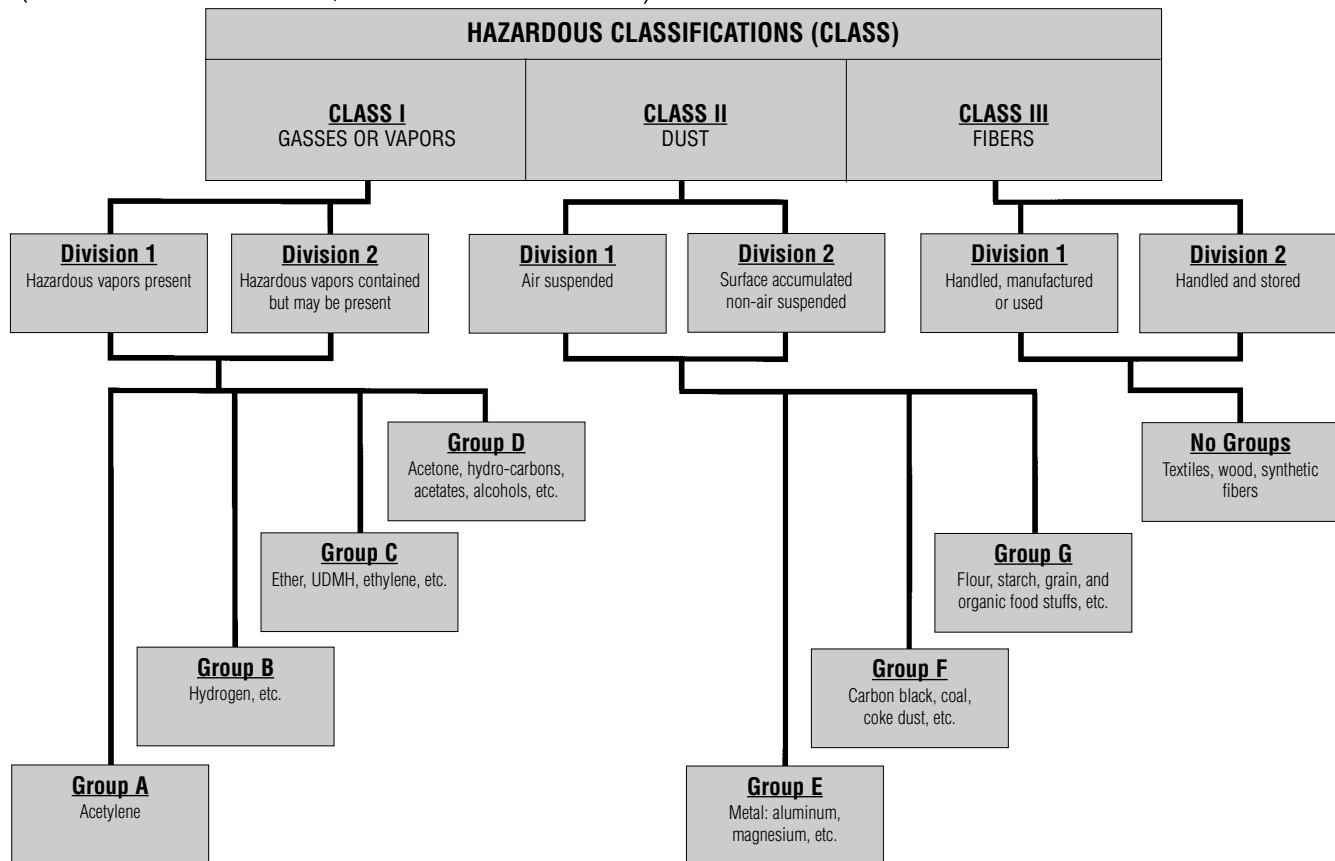 HAZARDOUS CLASSIFICATIONS (CLASS)
CLASS I
GASSES OR VAPORS
CLASS II
DUST
CLASS III
FIBERS
Division 1
Hazardous vapors present
Division 2
Hazardous vapors contained
but may be present
Division 1
Air suspended
Division 2
Surface accumulated
non-air suspended
Division 1
Handled, manufactured
or used
Division 2
Handled and stored
Group D
Acetone, hydro-carbons,
acetates, alcohols, etc.
No Groups
Textiles, wood, synthetic
fibers
Group C
Ether, UDMH, ethylene, etc.
Group G
Flour, starch, grain, and
organic food stuffs, etc.
Group B
Hydrogen, etc.
Group F
Carbon black, coal,
coke dust, etc.
Group A
Acetylene
Group E
Metal: aluminum,
magnesium, etc.